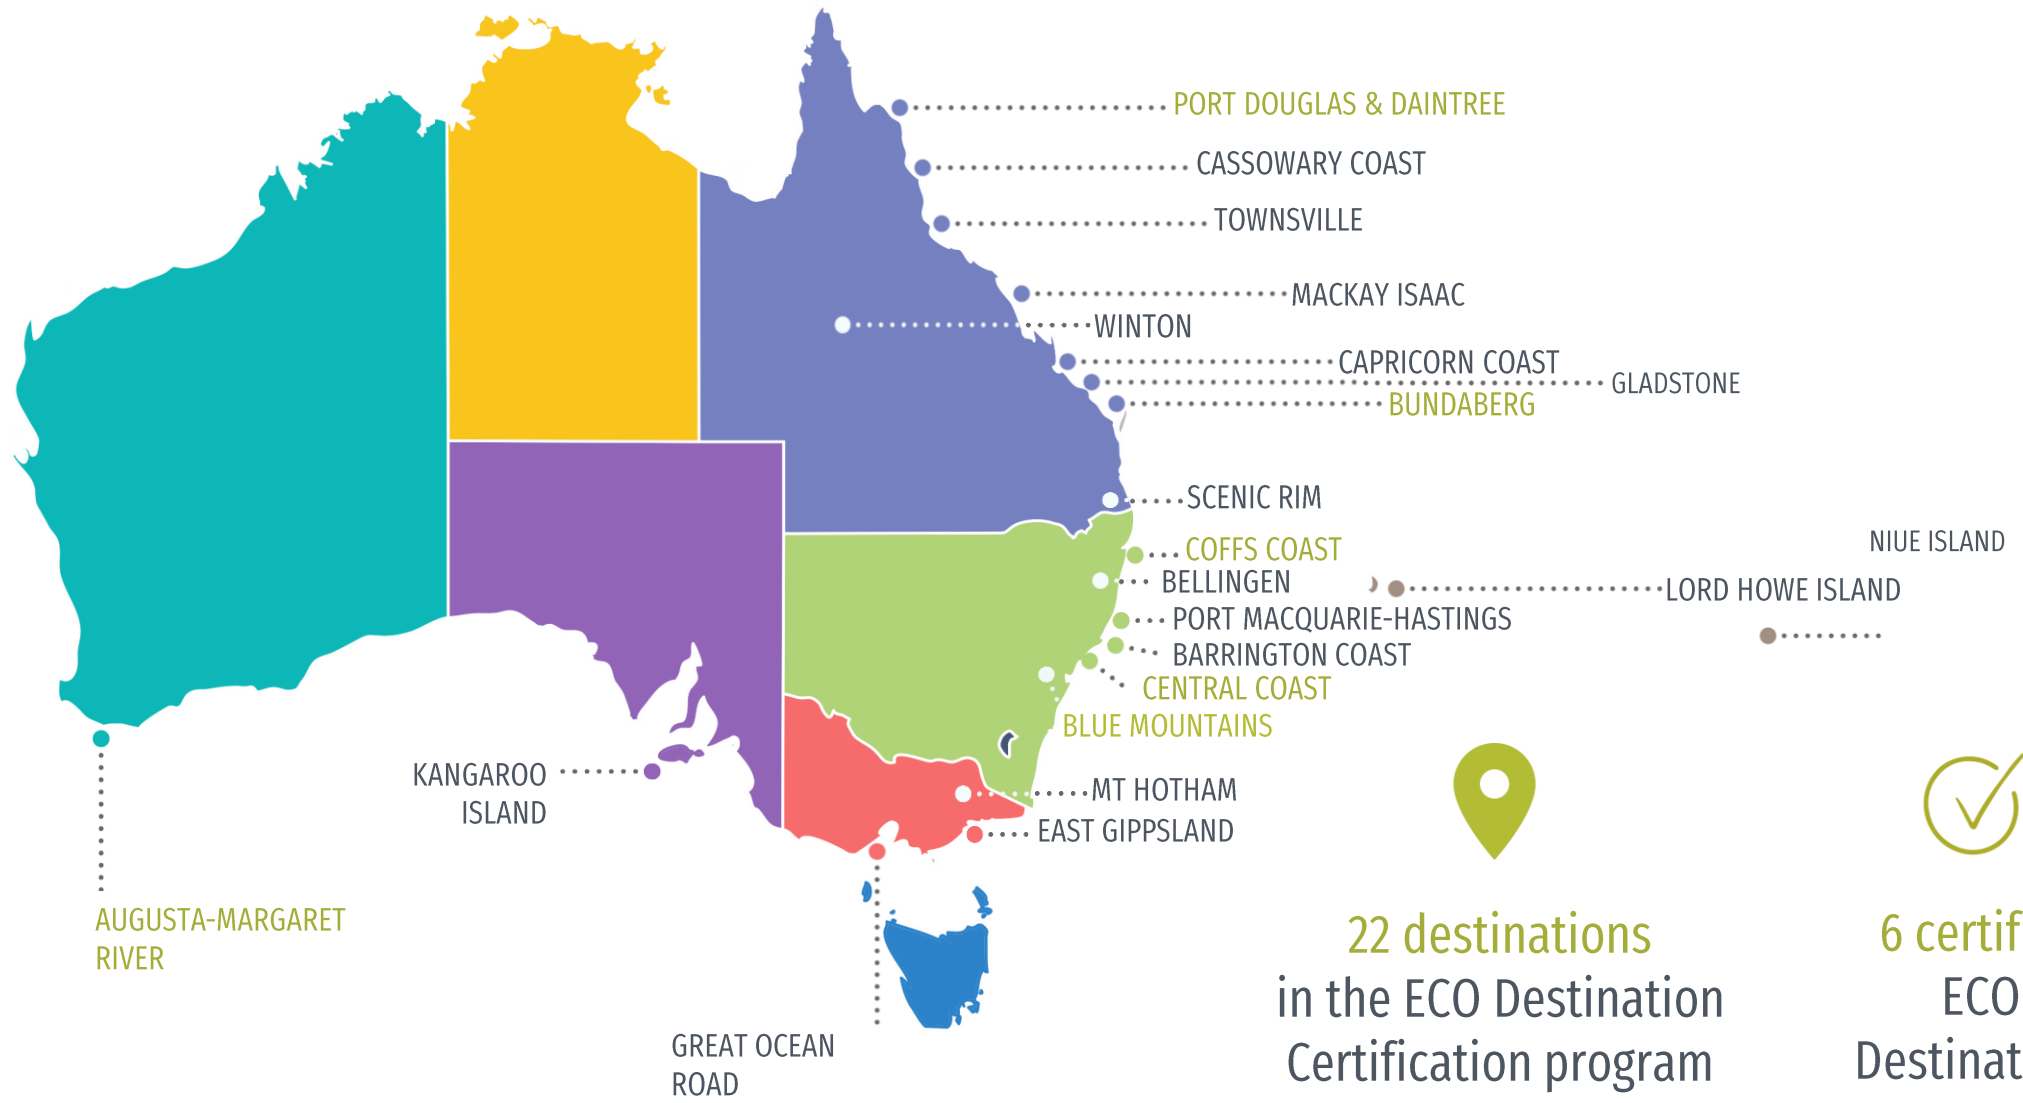 PORT DOUGLAS & DAINTREE
CASSOWARY COAST
TOWNSVILLE
MACKAY ISAAC
WINTON
CAPRICORN COAST
GLADSTONE
BUNDABERG
SCENIC RIM
COFFS COAST
NIUE ISLAND
BELLINGEN
LORD HOWE ISLAND
PORT MACQUARIE-HASTINGS
BARRINGTON COAST
CENTRAL COAST
BLUE MOUNTAINS
KANGAROO
ISLAND
MT HOTHAM
EAST GIPPSLAND
AUGUSTA-MARGARET
RIVER
GREAT OCEAN
ROAD
22 destinations
in the ECO Destination
Certification program
6 certif
ECO
Destinat